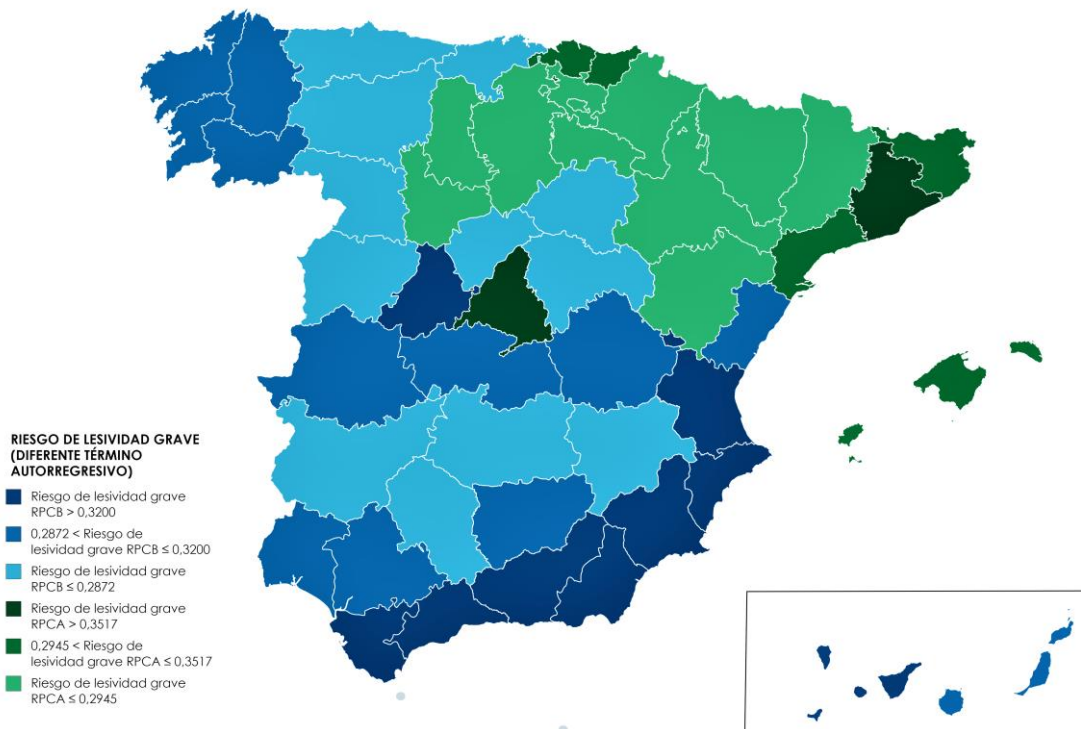 RIESGO DE LESIVIDAD GRAVE
(DIFERENTE TÉRMINO
AUTORREGRESIVO)
Riesgo de lesividad grave
RPCB > 0,3200
0,2872 < Riesgo de
lesividad grave RPCB ≤ 0,3200
Riesgo de lesividad grave
RPCB ≤ 0,2872
Riesgo de lesividad grave
RPCA > 0,3517
0,2945 < Riesgo de
lesividad grave RPCA ≤ 0,3517
Riesgo de lesividad grave
RPCA ≤ 0,2945